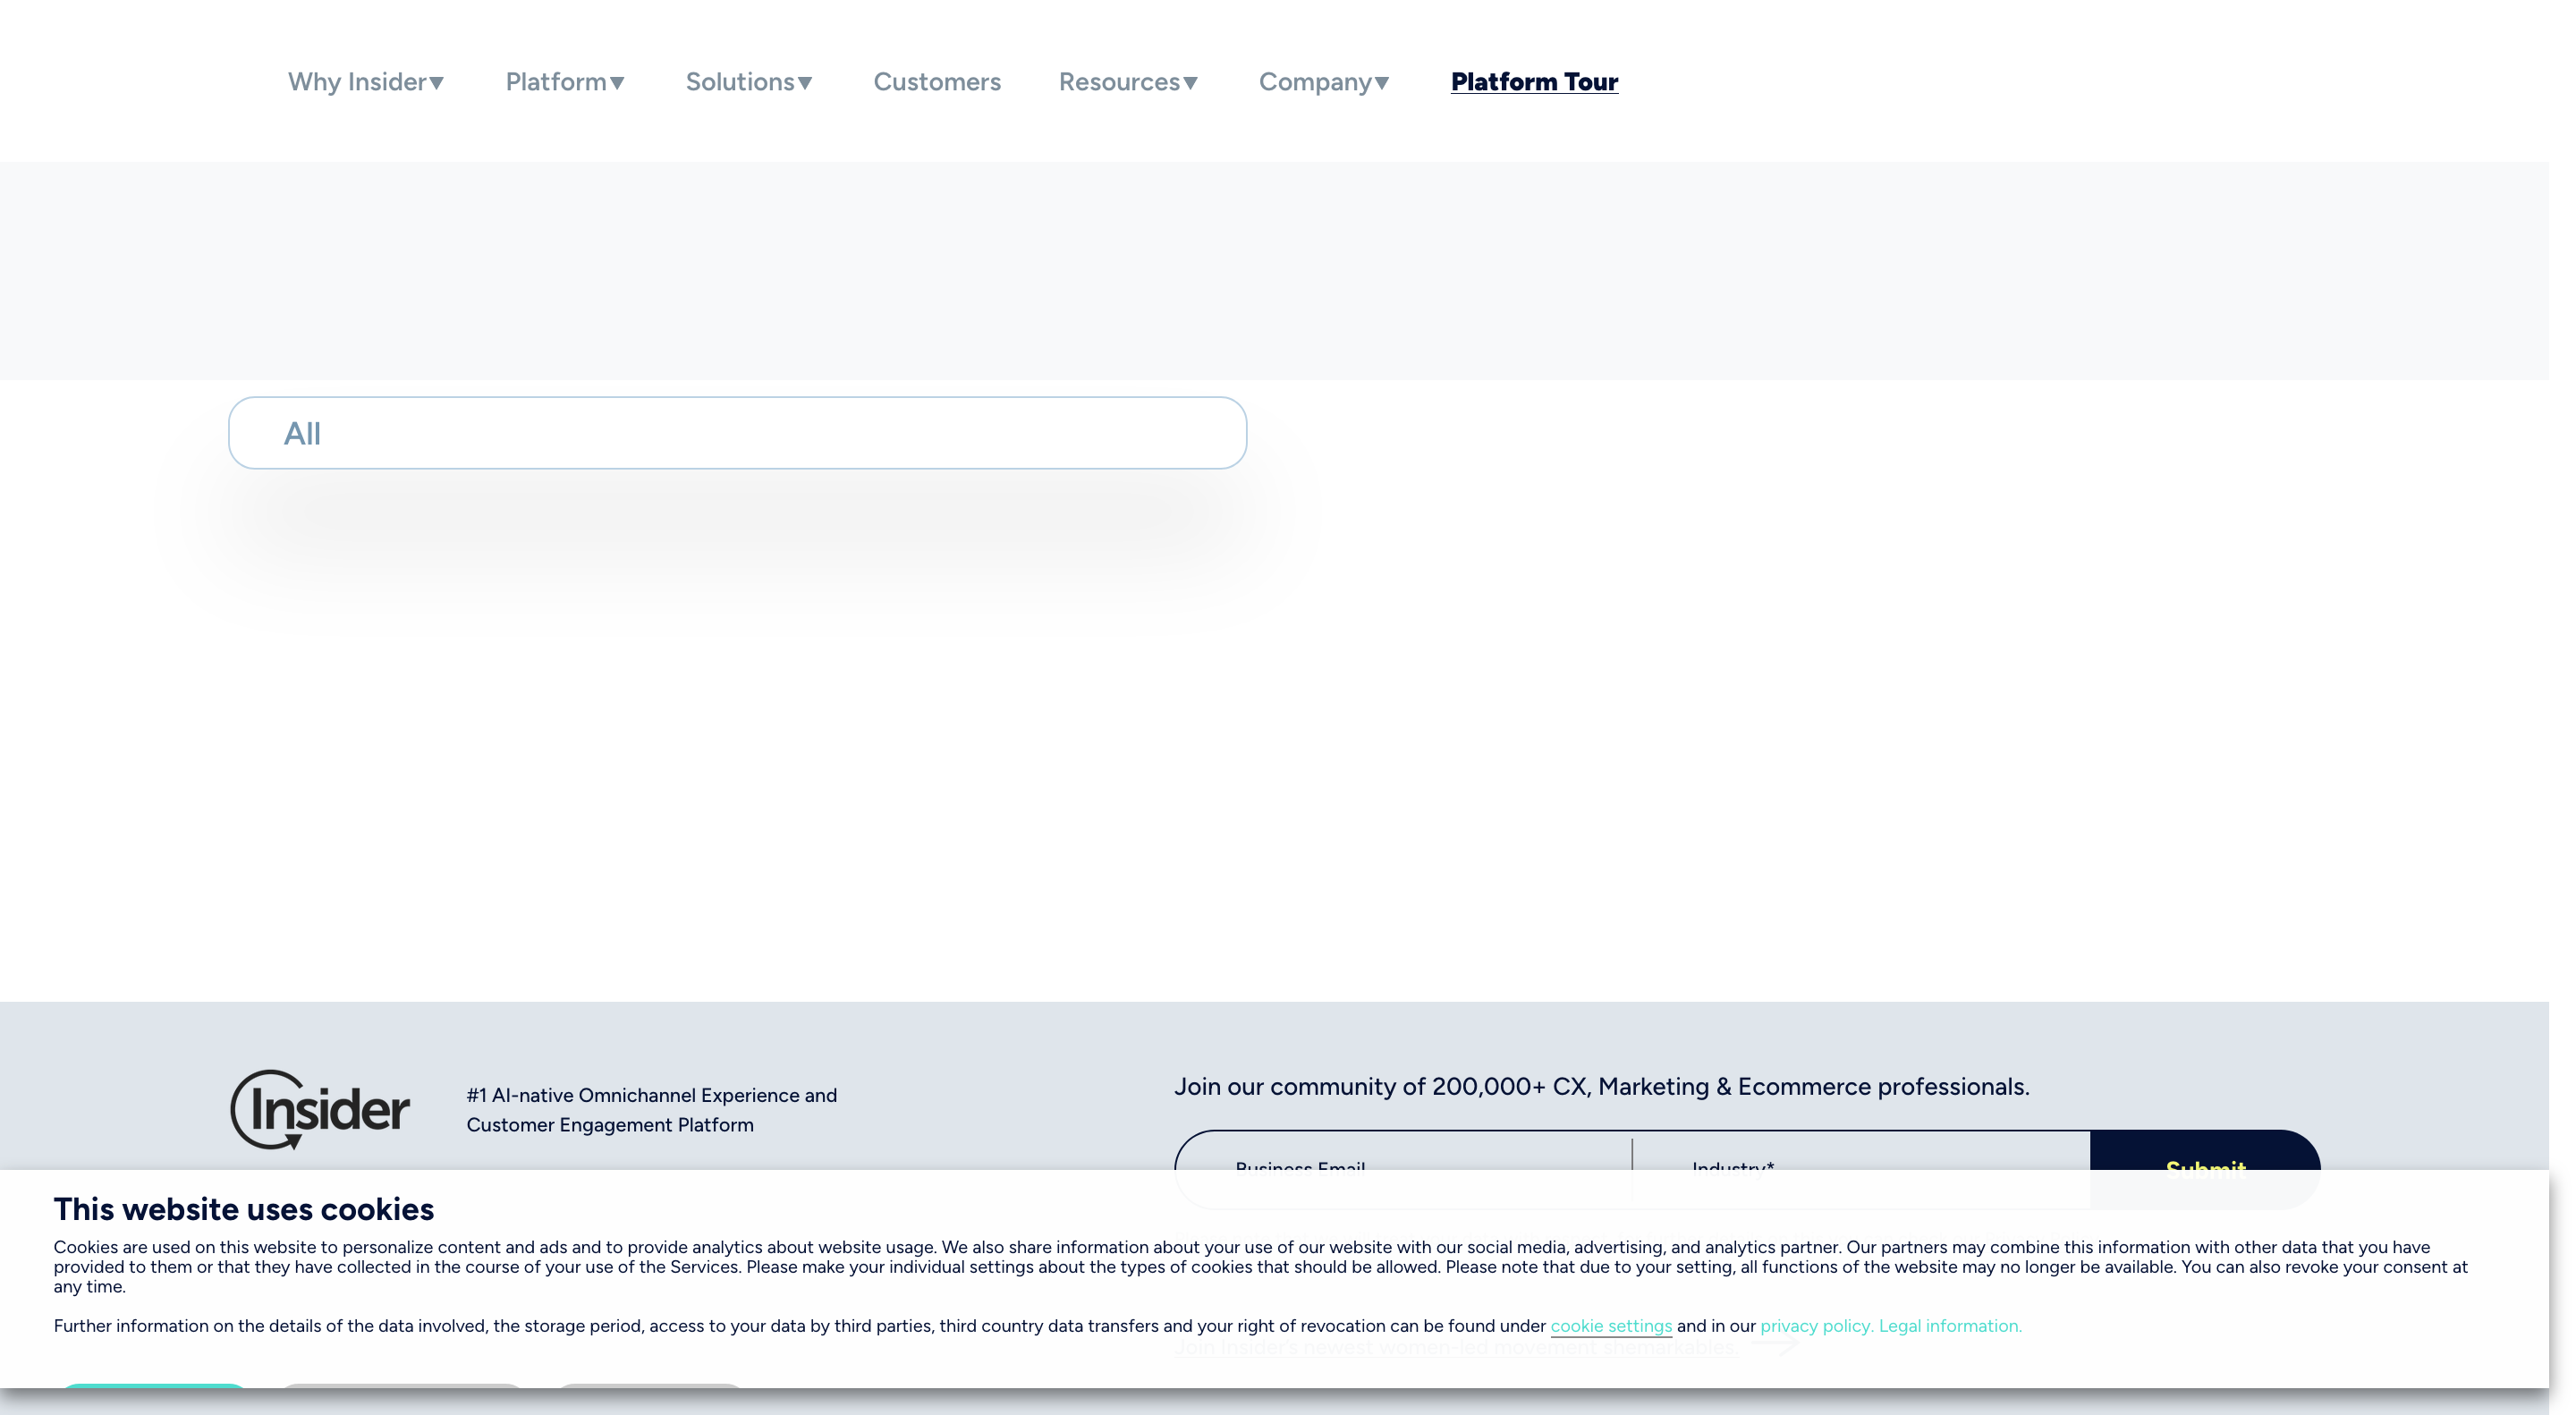 Why Insider▼ Platform▼ Solutions▼ Customers Resources▼ Company▼ Platform Tour
All
Insider
#1 AI-native Omnichannel Experience and
Customer Engagement Platform
Join our community of 200,000+ CX, Marketing & Ecommerce professionals.
Business Email Industry* Submit
This website uses cookies
Cookies are used on this website to personalize content and ads and to provide analytics about website usage. We also share information about your use of our website with our social media, advertising, and analytics partner. Our partners may combine this information with other data that you have
provided to them or that they have collected in the course of your use of the Services. Please make your individual settings about the types of cookies that should be allowed. Please note that due to your setting, all functions of the website may no longer be available. You can also revoke your consent at
any time.
Further information on the details of the data involved, the storage period, access to your data by third parties, third country data transfers and your right of revocation can be found under cookie settings and in our privacy policy. Legal information.
Join Insider's newest women-led movement shemarkables.